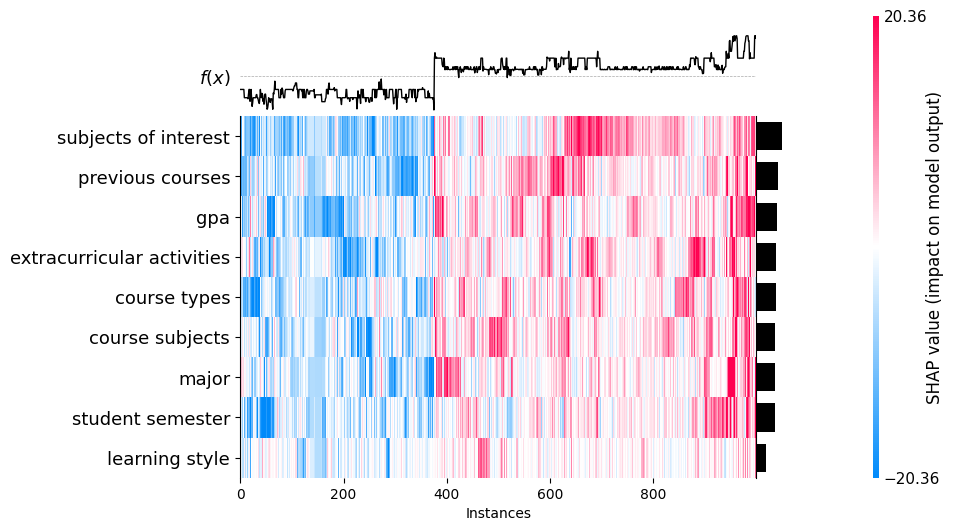 20.36
f(x)
subjects of interest
previous courses
gpa
extracurricular activities
course types
course subjects
major
student semester
learning style
0 200 400 600 800
Instances
SHAP value (impact on model output)
−20.36